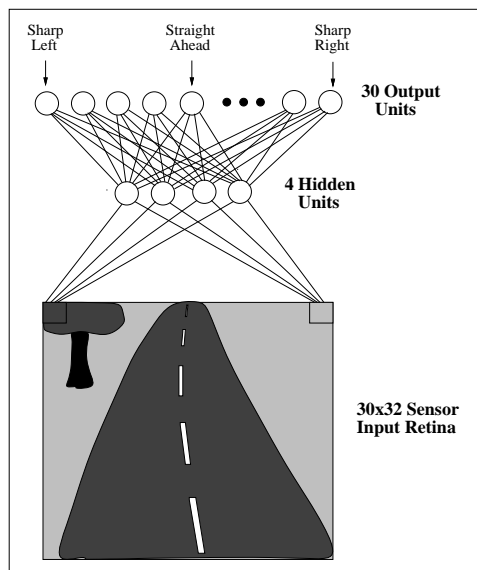 Sharp
Left
Straight
Ahead
Sharp
Right
30 Output
Units
4 Hidden
Units
30x32 Sensor
Input Retina